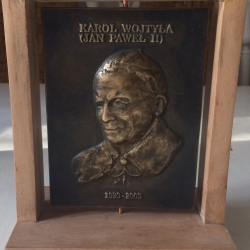 KAROL WOJTYŁA
(JAN PAWEŁ II)
1920-2005